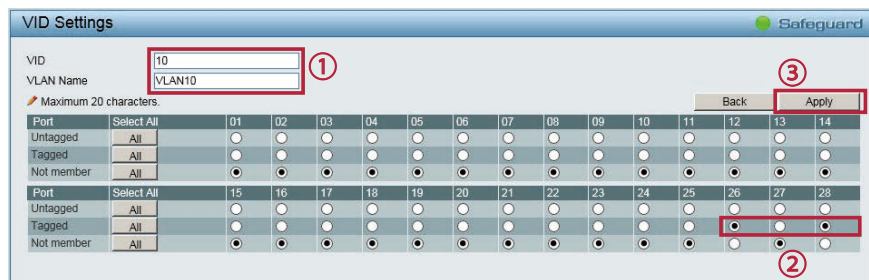 VID Settings Safeguard
VID 10 ①
VLAN Name VLAN10
③
Maximum 20 characters. Back Apply
Port Select All 01 02 03 04 05 06 07 08 09 10 11 12 13 14
Untagged All
Tagged All
Not member All
Port Select All 15 16 17 18 19 20 21 22 23 24 25 26 27 28
Untagged All
Tagged All
Not member All
②